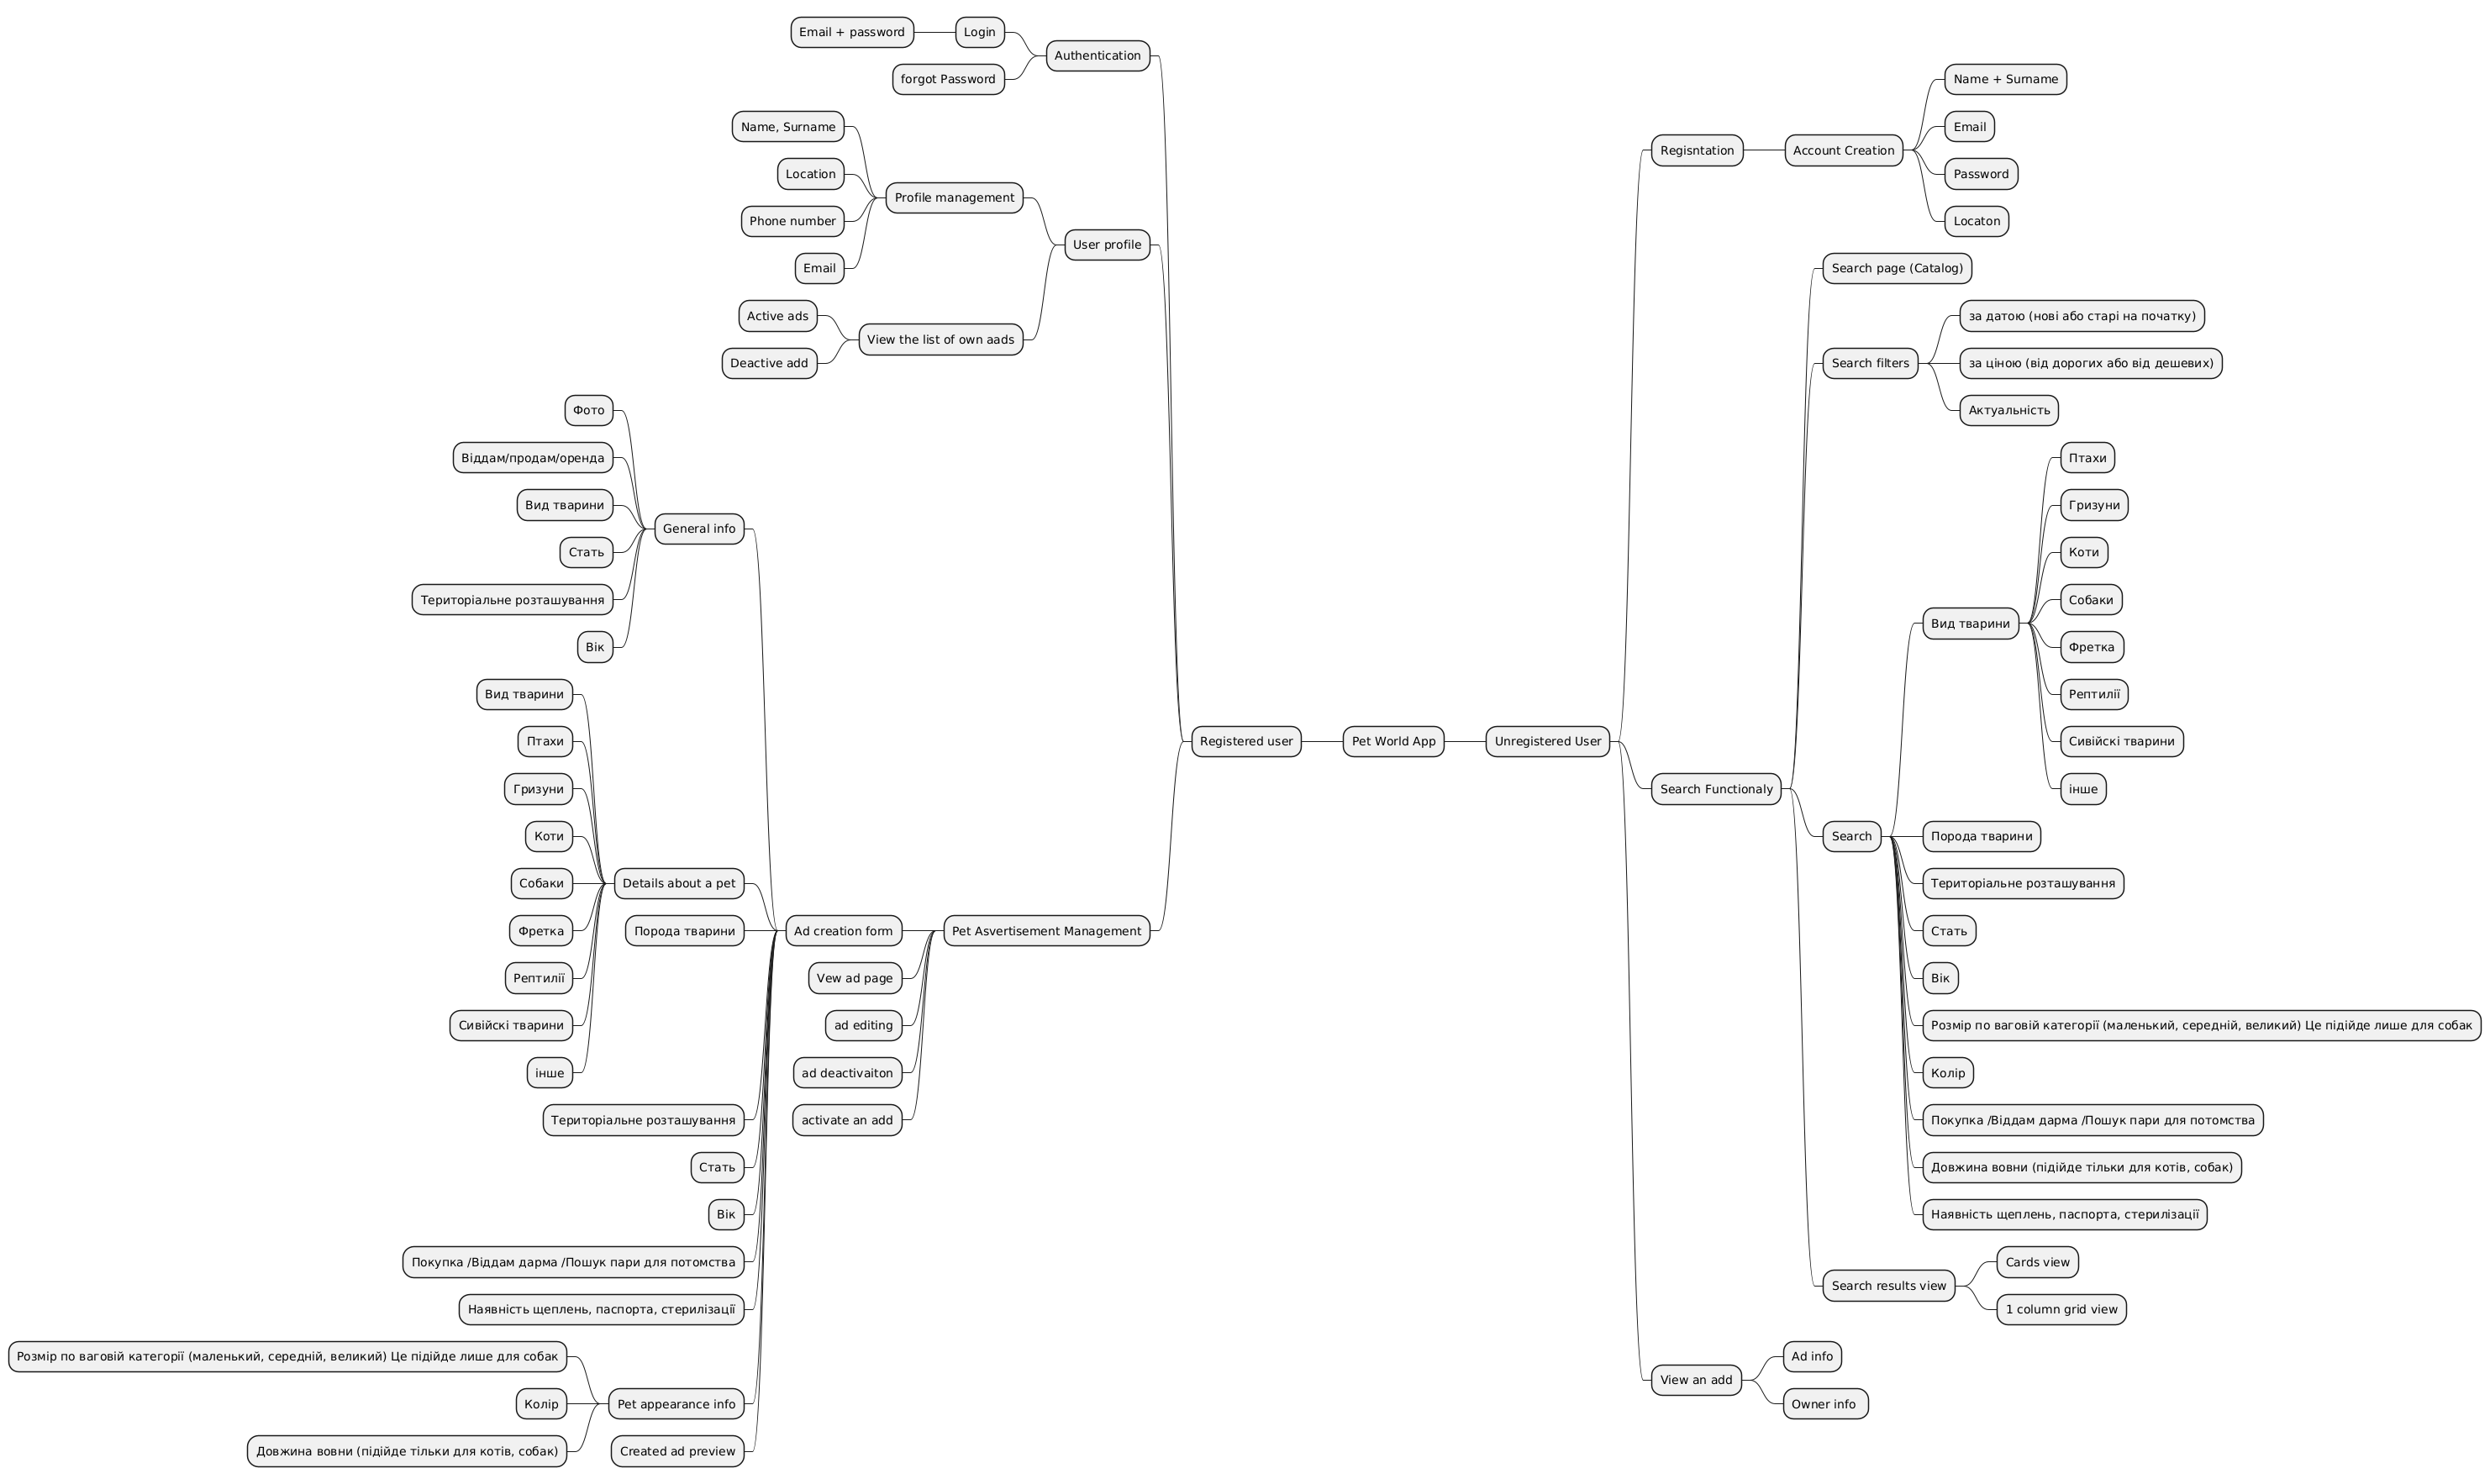 Email + password
Login
forgot Password
Authentication
Name, Surname
Location
Phone number
Email
Profile management
Active ads
Deactive add
View the list of own aads
User profile
Фото
Віддам/продам/оренда
Вид тварини
Стать
Територіальне розташування
Вік
General info
Вид тварини
Птахи
Гризуни
Коти
Собаки
Фретка
Рептилії
Сивійскі тварини
інше
Details about a pet
Порода тварини
Територіальне розташування
Стать
Вік
Покупка /Віддам дарма /Пошук пари для потомства
Наявність щеплень, паспорта, стерилізації
Розмір по ваговій категорії (маленький, середній, великий) Це підійде лише для собак
Колір
Довжина вовни (підійде тільки для котів, собак)
Pet appearance info
Created ad preview
Ad creation form
Vew ad page
ad editing
ad deactivaiton
activate an add
Pet Asvertisement Management
Registered user
Pet World App
Unregistered User
Regisntation
Account Creation
Name + Surname
Email
Password
Locaton
Search Functionaly
Search page (Catalog)
Search filters
за датою (нові або старі на початку)
за ціною (від дорогих або від дешевих)
Актуальність
Search
Вид тварини
Птахи
Гризуни
Коти
Собаки
Фретка
Рептилії
Сивійскі тварини
інше
Порода тварини
Територіальне розташування
Стать
Вік
Розмір по ваговій категорії (маленький, середній, великий) Це підійде лише для собак
Колір
Покупка /Віддам дарма /Пошук пари для потомства
Довжина вовни (підійде тільки для котів, собак)
Наявність щеплень, паспорта, стерилізації
Search results view
Cards view
1 column grid view
View an add
Ad info
Owner info